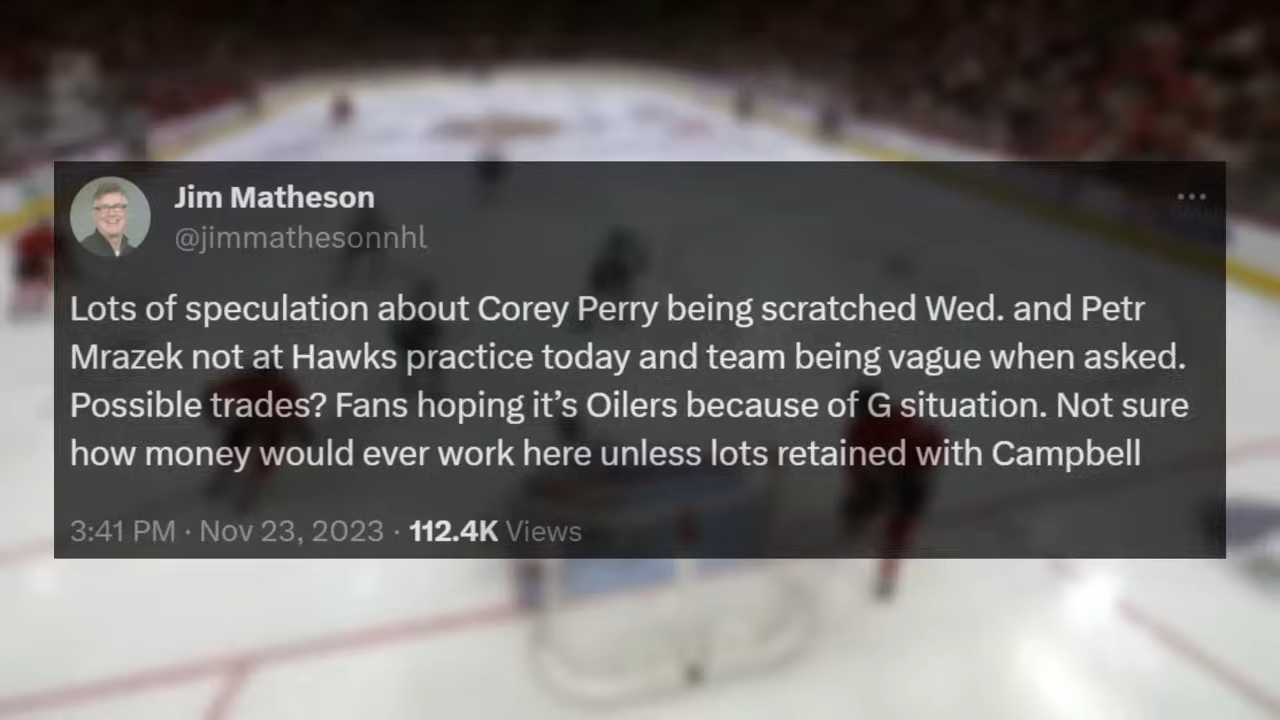 Jim Matheson
@jimmathesonnhl
Lots of speculation about Corey Perry being scratched Wed. and Petr
Mrazek not at Hawks practice today and team being vague when asked.
Possible trades? Fans hoping it’s Oilers because of G situation. Not sure
how money would ever work here unless lots retained with Campbell
3:41 PM · Nov 23, 2023 · 112.4K Views